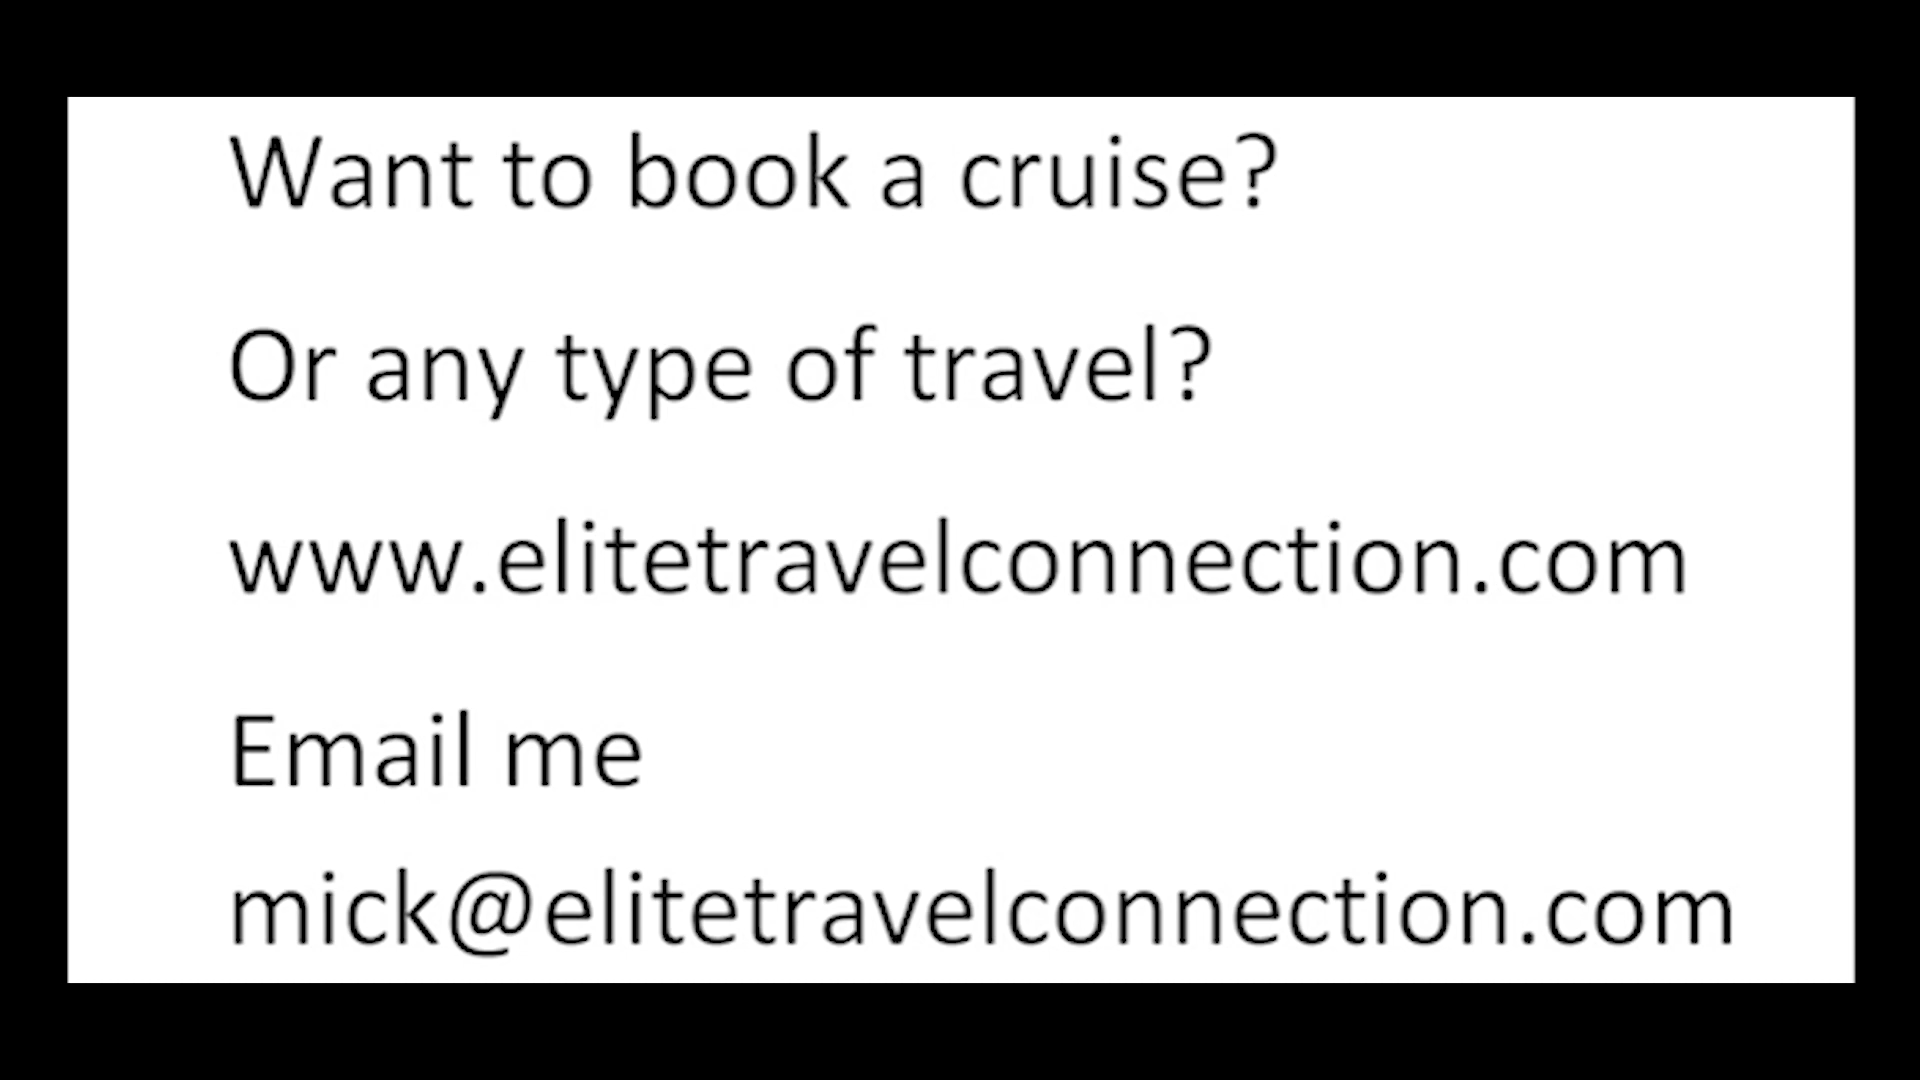 Want to book a cruise?
Or any type of travel?
www.elitetravelconnection.com
Email me
mick@elitetravelconnection.com